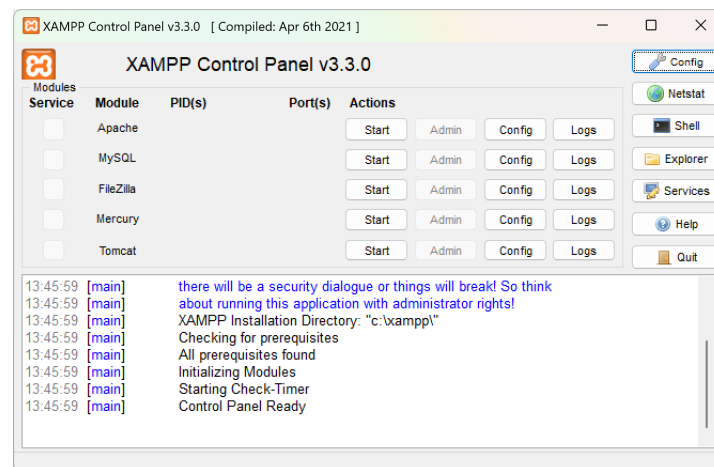 XAMPP Control Panel v3.3.0 [ Compiled: Apr 6th 2021 ]
XAMPP Control Panel v3.3.0
Config
Netstat
Shell
Explorer
Services
Help
Quit
Modules
Service Module PID(s) Port(s) Actions
Apache Start Admin Config Logs
MySQL Start Admin Config Logs
FileZilla Start Admin Config Logs
Mercury Start Admin Config Logs
Tomcat Start Admin Config Logs
13:45:59 [main] there will be a security dialogue or things will break! So think
13:45:59 [main] about running this application with administrator rights!
13:45:59 [main] XAMPP Installation Directory: "c:\xampp\"
13:45:59 [main] Checking for prerequisites
13:45:59 [main] All prerequisites found
13:45:59 [main] Initializing Modules
13:45:59 [main] Starting Check-Timer
13:45:59 [main] Control Panel Ready